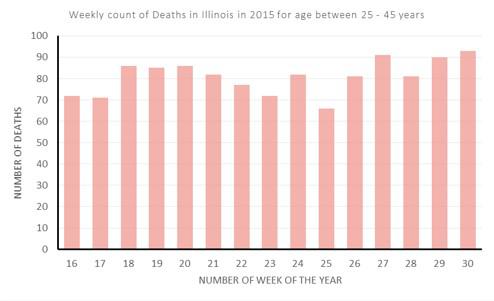 Weekly count of Deaths in Illinois in 2015 for age between 25 - 45 years
100
90
80
70
60
50
40
30
20
10
0
NUMBER OF DEATHS
16 17 18 19 20 21 22 23 24 25 26 27 28 29 30
NUMBER OF WEEK OF THE YEAR